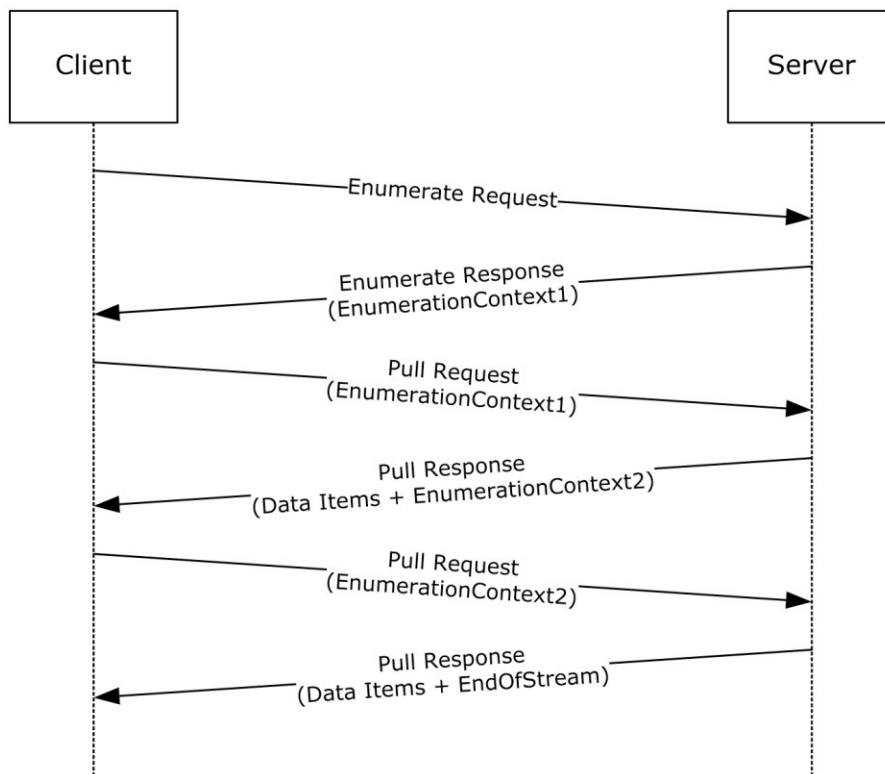 Client
Server
Enumerate Request
Enumerate Response
(EnumerationContext1)
Pull Request
(EnumerationContext1)
Pull Response
(Data Items + EnumerationContext2)
Pull Request
(EnumerationContext2)
Pull Response
(Data Items + EndOfStream)